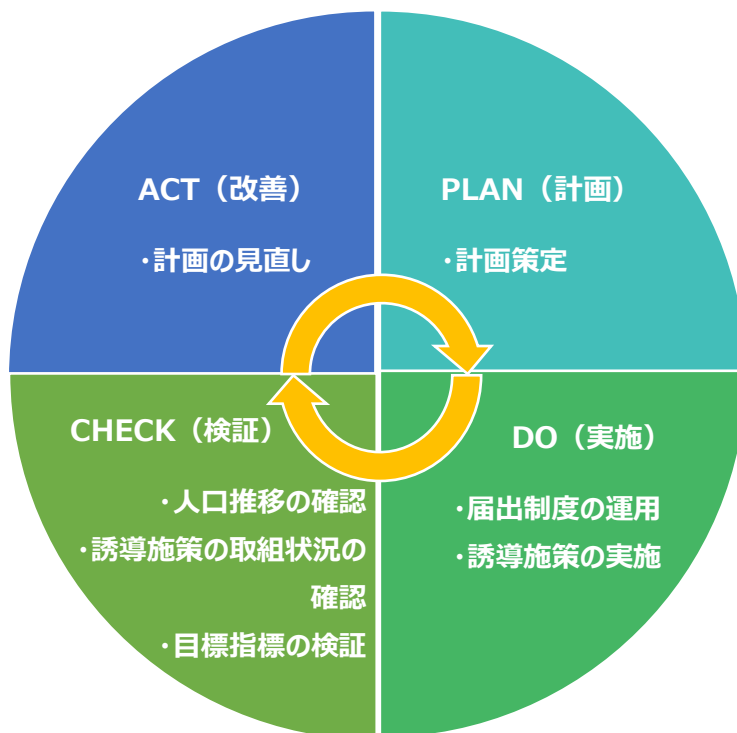 ACT（改善）
・計画の見直し
PLAN（計画）
・計画策定
CHECK（検証）
・人口推移の確認
・誘導施策の取組状況の
確認
・目標指標の検証
DO（実施）
・届出制度の運用
・誘導施策の実施